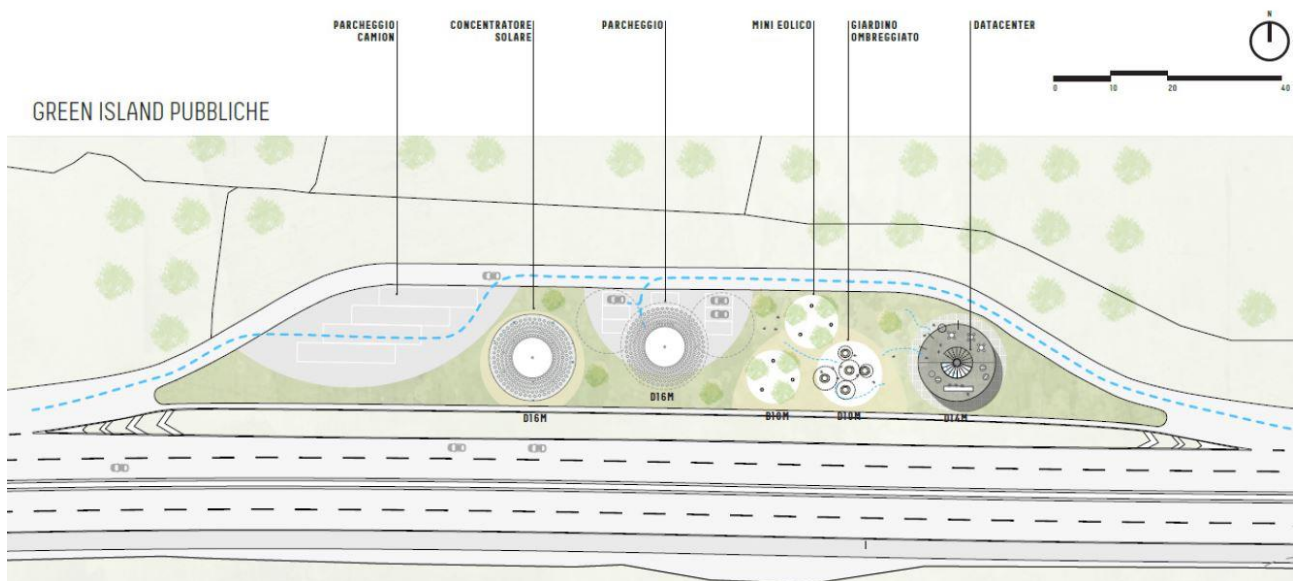 PARCHEGGIO
CAMION
CONCENTRATORE
SOLARE
PARCHEGGIO
MINI EOLICO
GIARDINO
OMBREGGIATO
DATACENTER
N
0 10 20 40
GREEN ISLAND PUBBLICHE
D16M
D16M
D10M
D10M
D14M